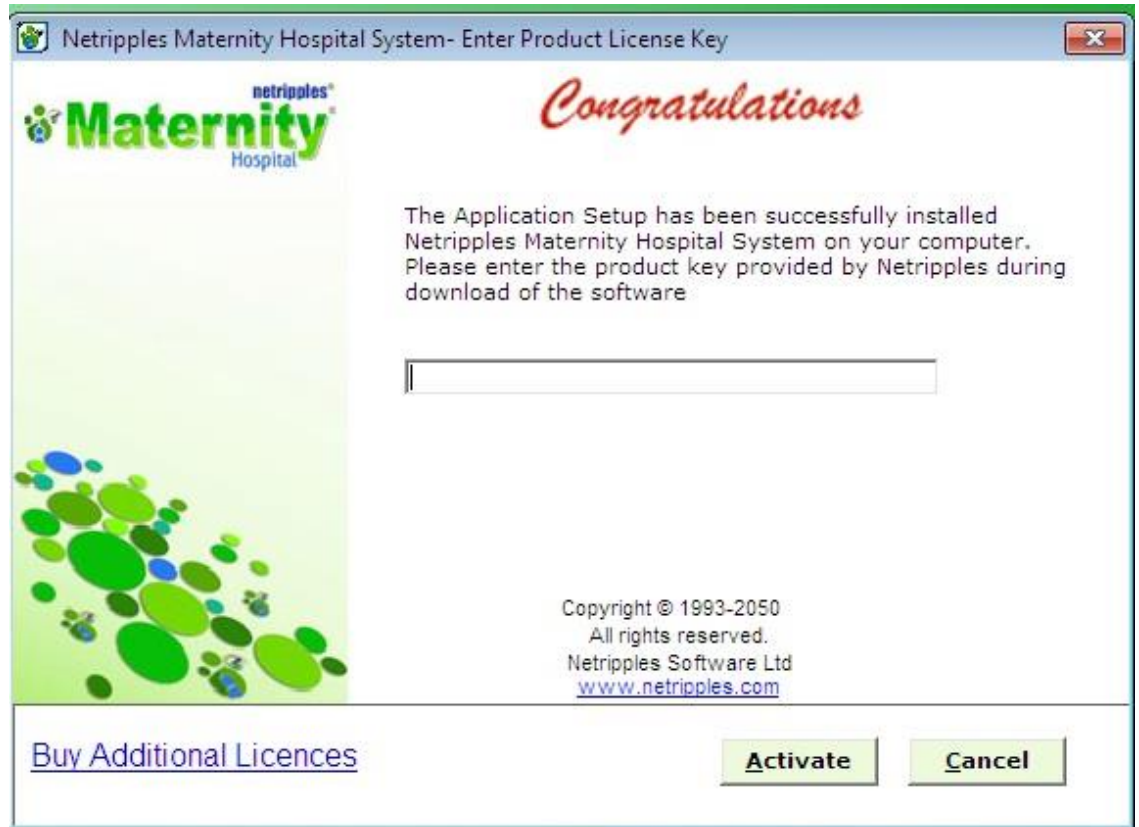 Netripples Maternity Hospital System- Enter Product License Key
netripples®
Maternity
Hospital
Congratulations
The Application Setup has been successfully installed
Netripples Maternity Hospital System on your computer.
Please enter the product key provided by Netripples during
download of the software
Copyright © 1993-2050
All rights reserved.
Netripples Software Ltd
www.netripples.com
Buy Additional Licences
Activate
Cancel